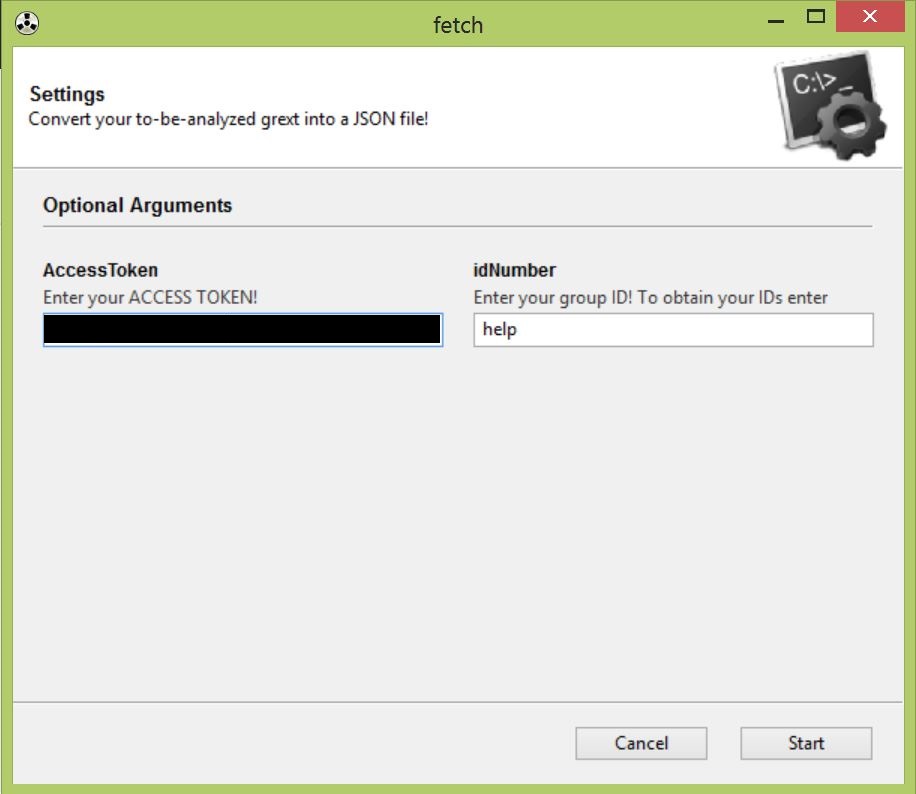 fetch
Settings
Convert your to-be-analyzed grext into a JSON file!
C:\>_
Optional Arguments
AccessToken
idNumber
Enter your ACCESS TOKEN!
Enter your group ID! To obtain your IDs enter
help
Cancel
Start